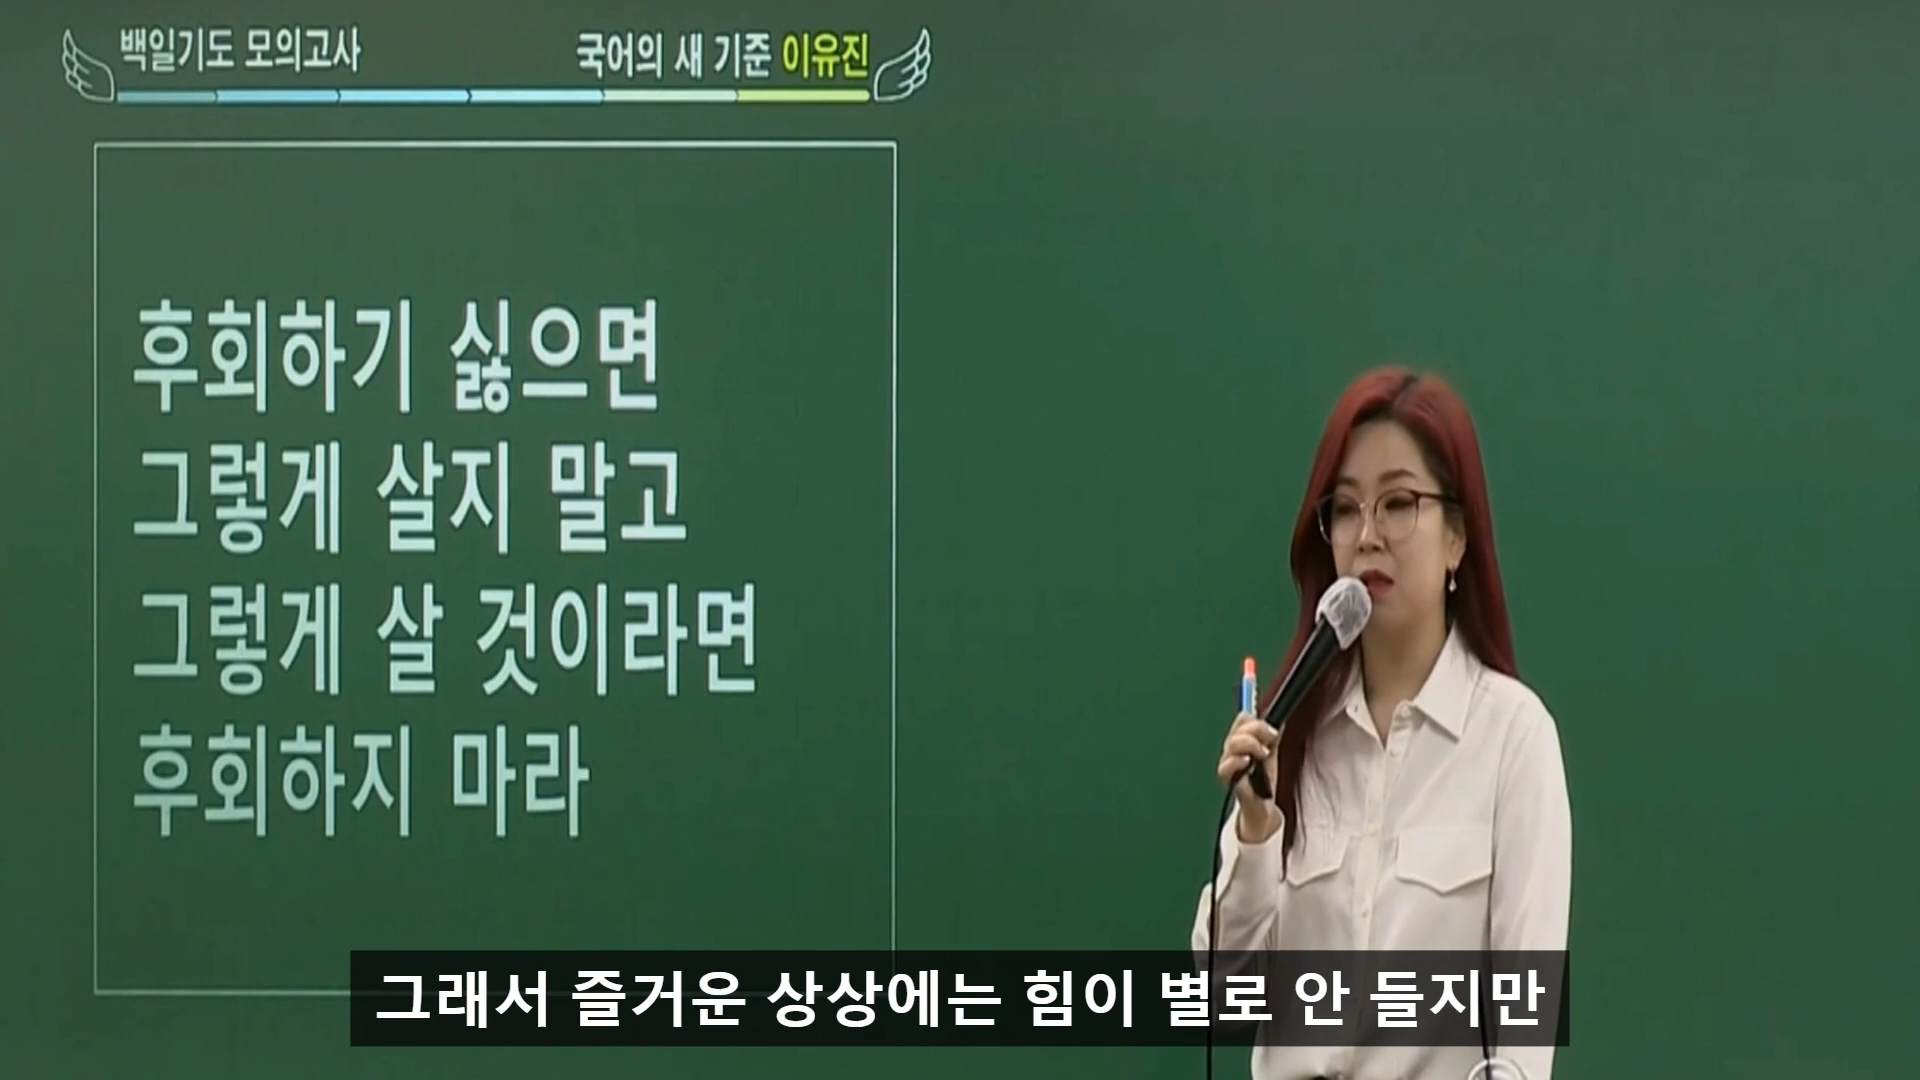 백일기도 모의고사
국어의 새 기준 이유진
후회하기 싫으면
그렇게 살지 말고
그렇게 살 것이라면
후회하지 마라
그래서 즐거운 상상에는 힘이 별로 안 들지만